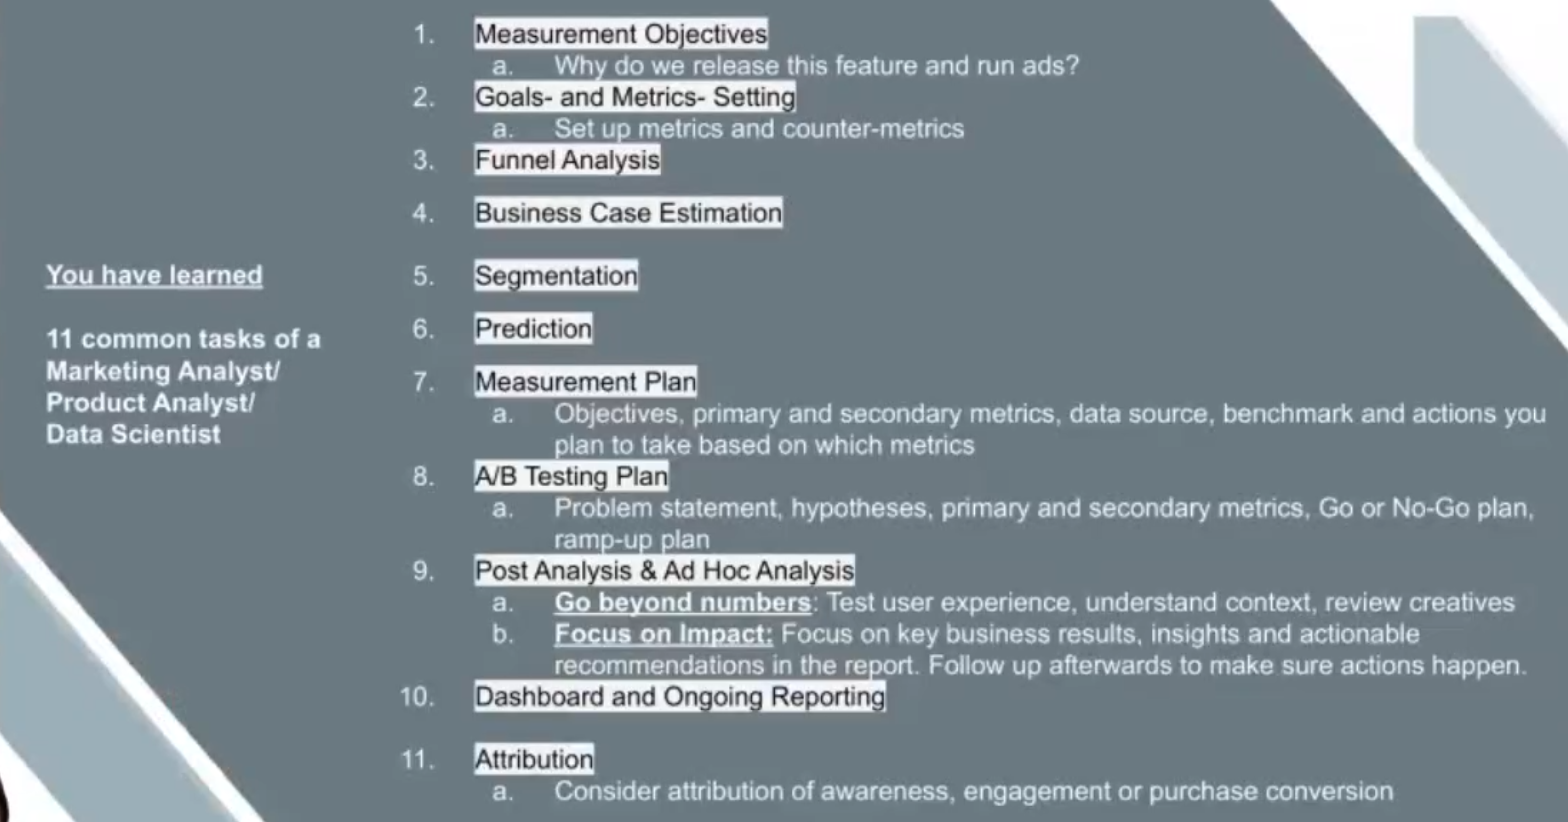 You have learned
11 common tasks of a
Marketing Analyst/
Product Analyst/
Data Scientist
1. Measurement Objectives
a. Why do we release this feature and run ads?
2. Goals- and Metrics- Setting
a. Set up metrics and counter-metrics
3. Funnel Analysis
4. Business Case Estimation
5. Segmentation
6. Prediction
7. Measurement Plan
a. Objectives, primary and secondary metrics, data source, benchmark and actions you
plan to take based on which metrics
8. A/B Testing Plan
a. Problem statement, hypotheses, primary and secondary metrics, Go or No-Go plan,
ramp-up plan
9. Post Analysis & Ad Hoc Analysis
a. Go beyond numbers: Test user experience, understand context, review creatives
b. Focus on Impact: Focus on key business results, insights and actionable
recommendations in the report. Follow up afterwards to make sure actions happen.
10. Dashboard and Ongoing Reporting
11. Attribution
a. Consider attribution of awareness, engagement or purchase conversion